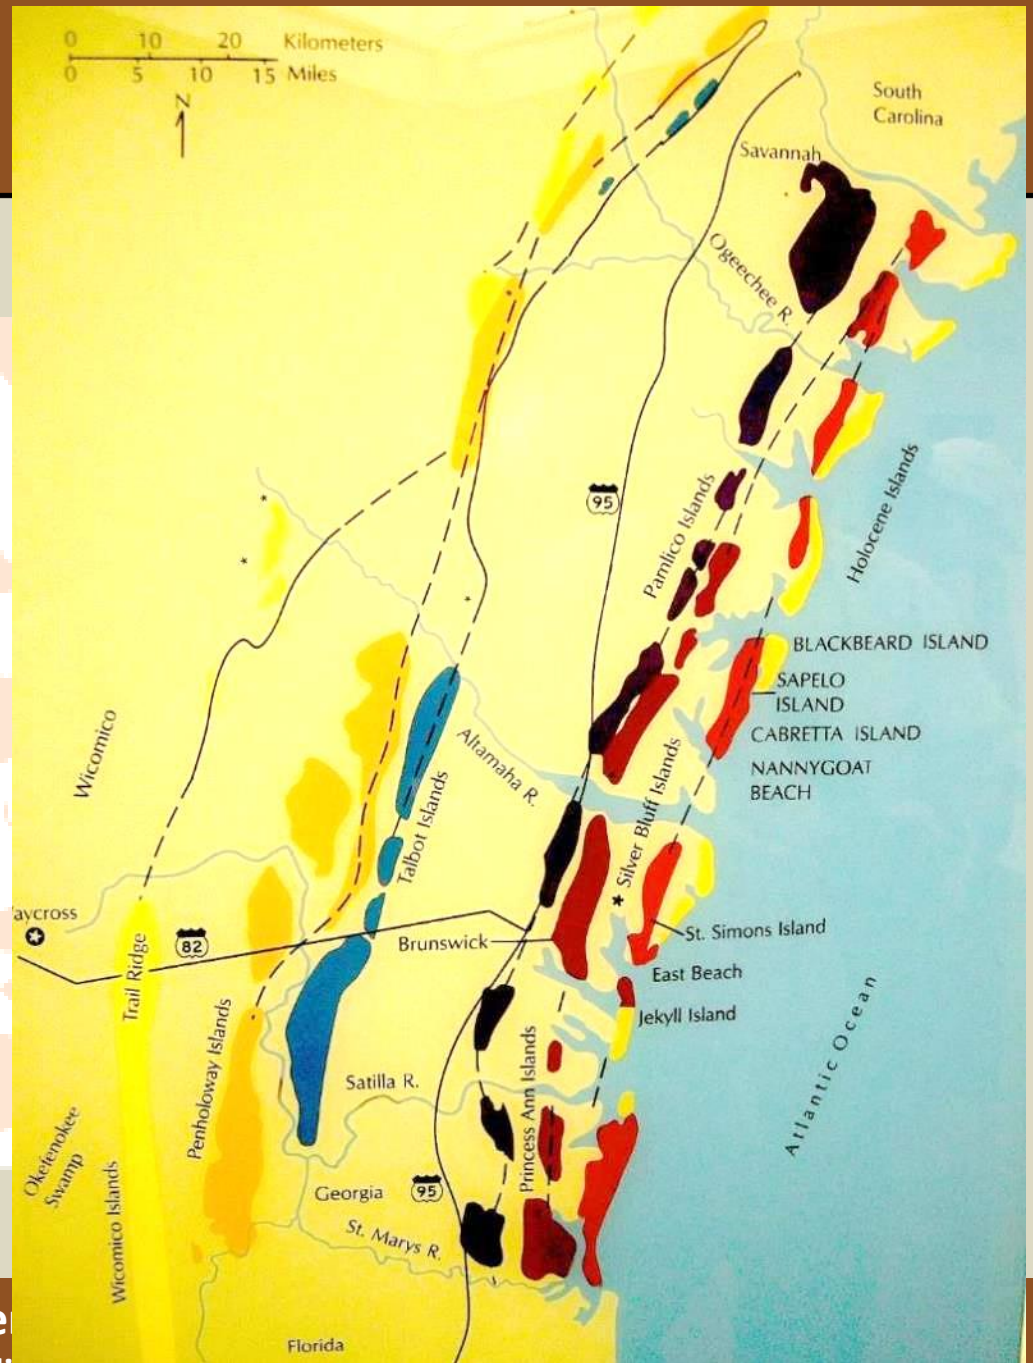 0 10 20 Kilometers
0 5 10 15 Miles
N
South
Carolina
Savannah
Ogeechee R.
95
Pamlico Islands
Holocene Islands
BLACKBEARD ISLAND
SAPELO
ISLAND
CABRETTA ISLAND
NANNYGOAT
BEACH
Wicomico
Altamaha R.
Talbot Islands
Silver Bluff Islands
aycross
82
Brunswick
St. Simons Island
East Beach
Jekyll Island
Trail Ridge
Penholoway Islands
Satilla R.
Princess Ann Islands
Atlantic Ocean
Okefenokee
Swamp
Wicomico Islands
Georgia
95
St. Marys R.
Florida